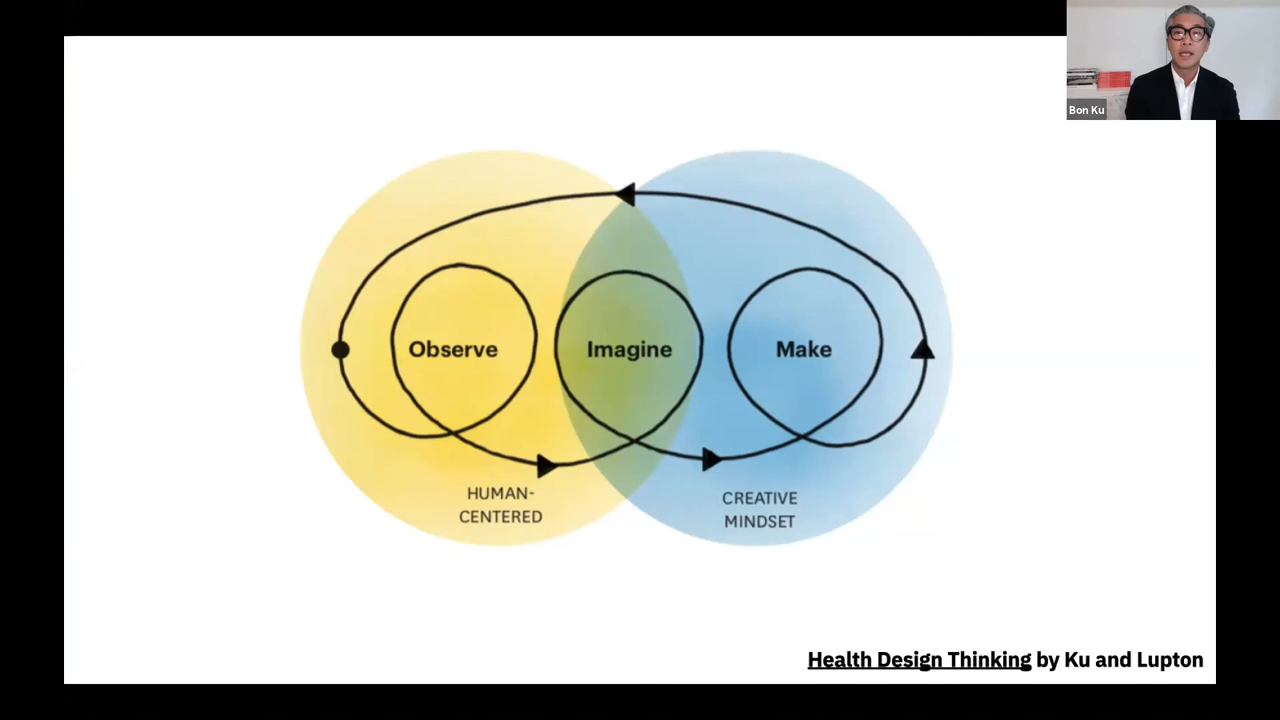 Bon Ku
Observe
Imagine
Make
HUMAN-
CENTERED
CREATIVE
MINDSET
Health Design Thinking by Ku and Lupton